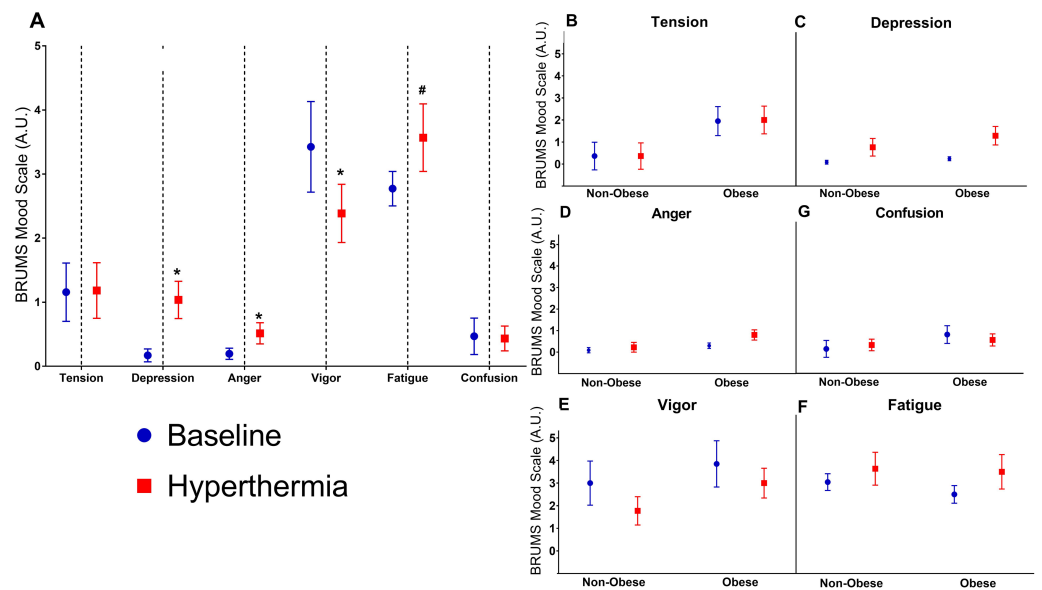 A
BRUMS Mood Scale (A.U.)
5
4
3
2
1
0
*
*
*
#
Tension Depression Anger Vigor Fatigue Confusion
Baseline
Hyperthermia
B Tension
BRUMS Mood Scale (A.U.)
5
4
3
2
1
0
Non-Obese Obese
C Depression
Non-Obese Obese
D Anger
BRUMS Mood Scale (A.U.)
5
4
3
2
1
0
Non-Obese Obese
G Confusion
Non-Obese Obese
E Vigor
BRUMS Mood Scale (A.U.)
5
4
3
2
1
0
Non-Obese Obese
F Fatigue
Non-Obese Obese